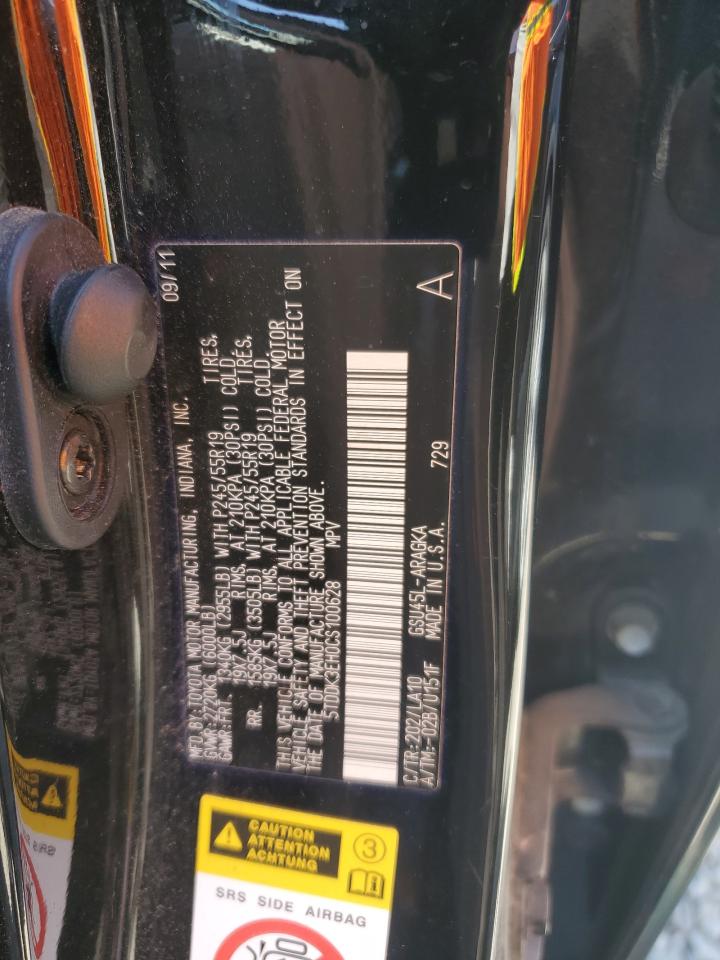 MFD.BY:TOYOTA MOTOR MANUFACTURING, INDIANA, INC. 09/11
GVWR:2720KG (6000LB)
GAWR:FRT. 1340KG (2955LB) WITH P245/55R19 TIRES,
19X7.5J RIMS, AT 210KPA (30PSI) COLD.
RR. 1585KG (3505LB) WITH P245/55R19 TIRES,
19X7.5J RIMS, AT 210KPA (30PSI) COLD.
THIS VEHICLE CONFORMS TO ALL APPLICABLE FEDERAL MOTOR
VEHICLE SAFETY AND THEFT PREVENTION STANDARDS IN EFFECT ON
THE DATE OF MANUFACTURE SHOWN ABOVE.
5TDDK3EH0CS100628 MPV
C/TR:202/LA10 GSU45L-ARAGKA A
A/TM:-02B/U151F MADE IN U.S.A. 729
CAUTION
ATTENTION
ACHTUNG
3
SRS SIDE AIRBAG